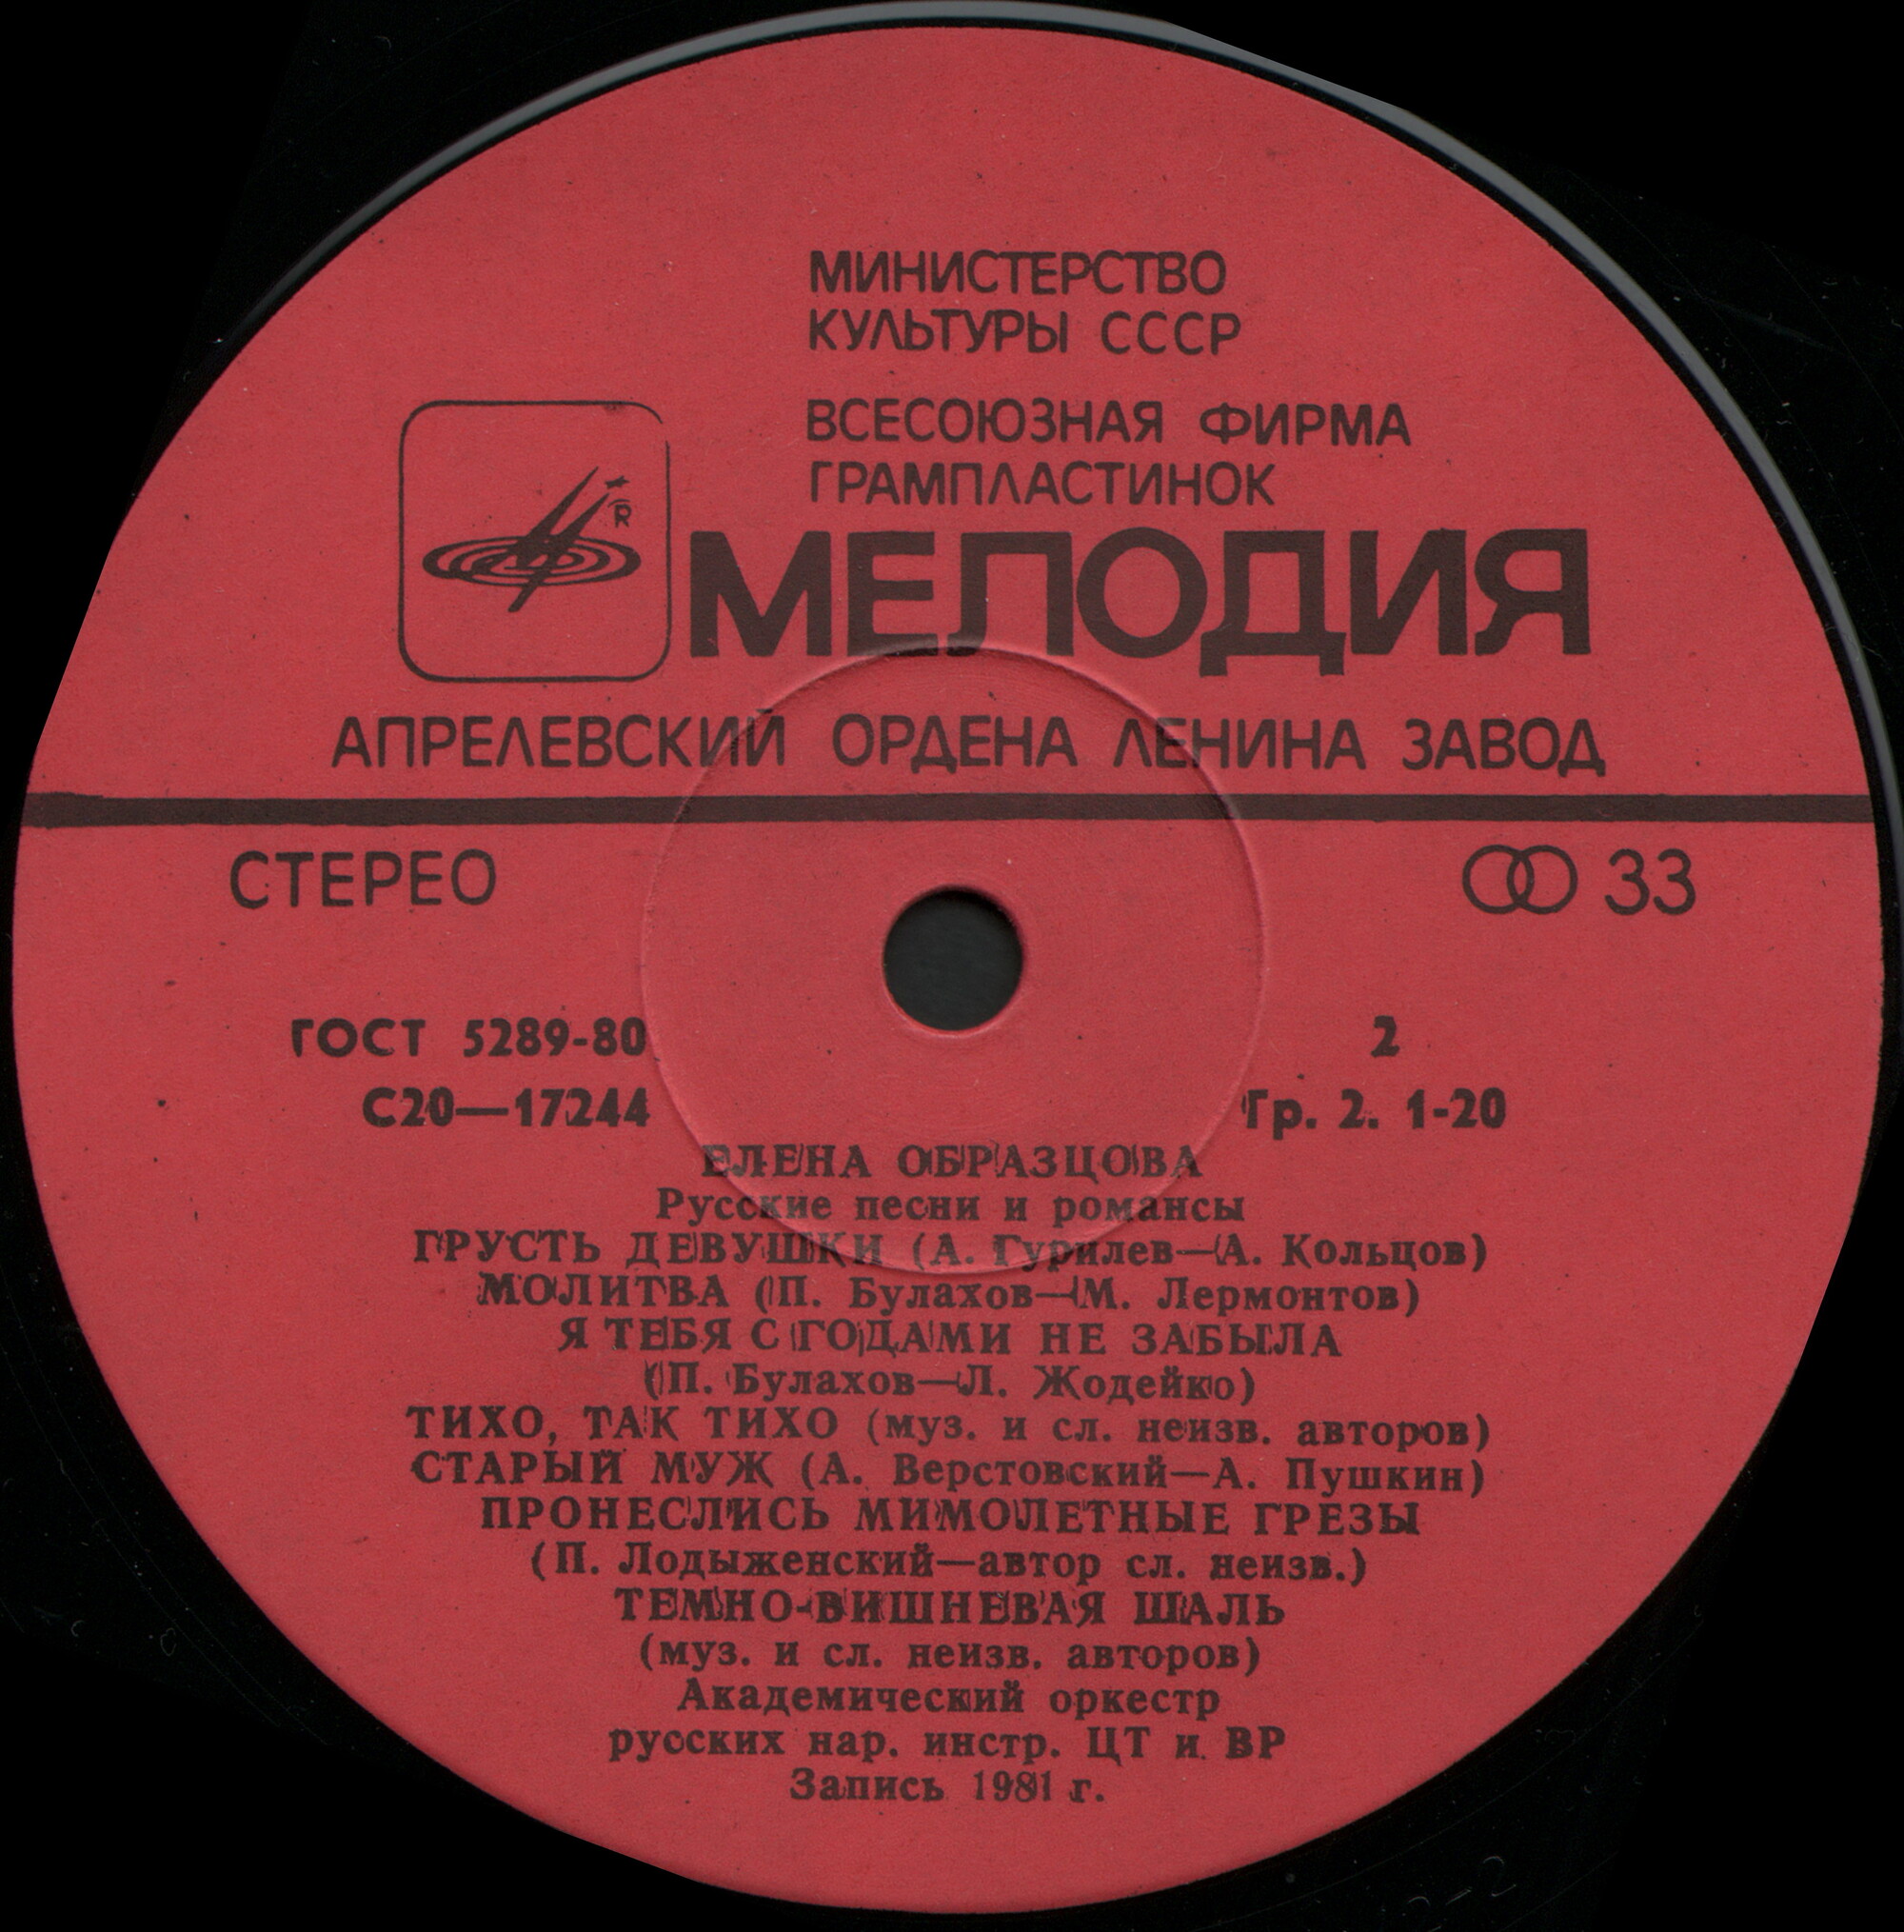 МИНИСТЕРСТВО
КУЛЬТУРЫ СССР
ВСЕСОЮЗНАЯ ФИРМА
ГРАМПЛАСТИНОК
R
МЕЛОДИЯ
АПРЕЛЕВСКИЙ ОРДЕНА ЛЕНИНА ЗАВОД
СТЕРЕО 33
ГОСТ 5289-80 2
С20—17244 Гр. 2. 1-20
ЕЛЕНА ОБРАЗЦОВА
Русские песни и романсы
ГРУСТЬ ДЕВУШКИ (А. Гурилев—А. Кольцов)
МОЛИТВА (П. Булахов—М. Лермонтов)
Я ТЕБЯ С ГОДАМИ НЕ ЗАБЫЛА
(П. Булахов—Л. Жодейко)
ТИХО, ТАК ТИХО (муз. и сл. неизв. авторов)
СТАРЫЙ МУЖ (А. Верстовский—А. Пушкин)
ПРОНЕСЛИСЬ МИМОЛЕТНЫЕ ГРЕЗЫ
(П. Лодыженский—автор сл. неизв.)
ТЕМНО-ВИШНЕВАЯ ШАЛЬ
(муз. и сл. неизв. авторов)
Академический оркестр
русских нар. инстр. ЦТ и ВР
Запись 1981 г.